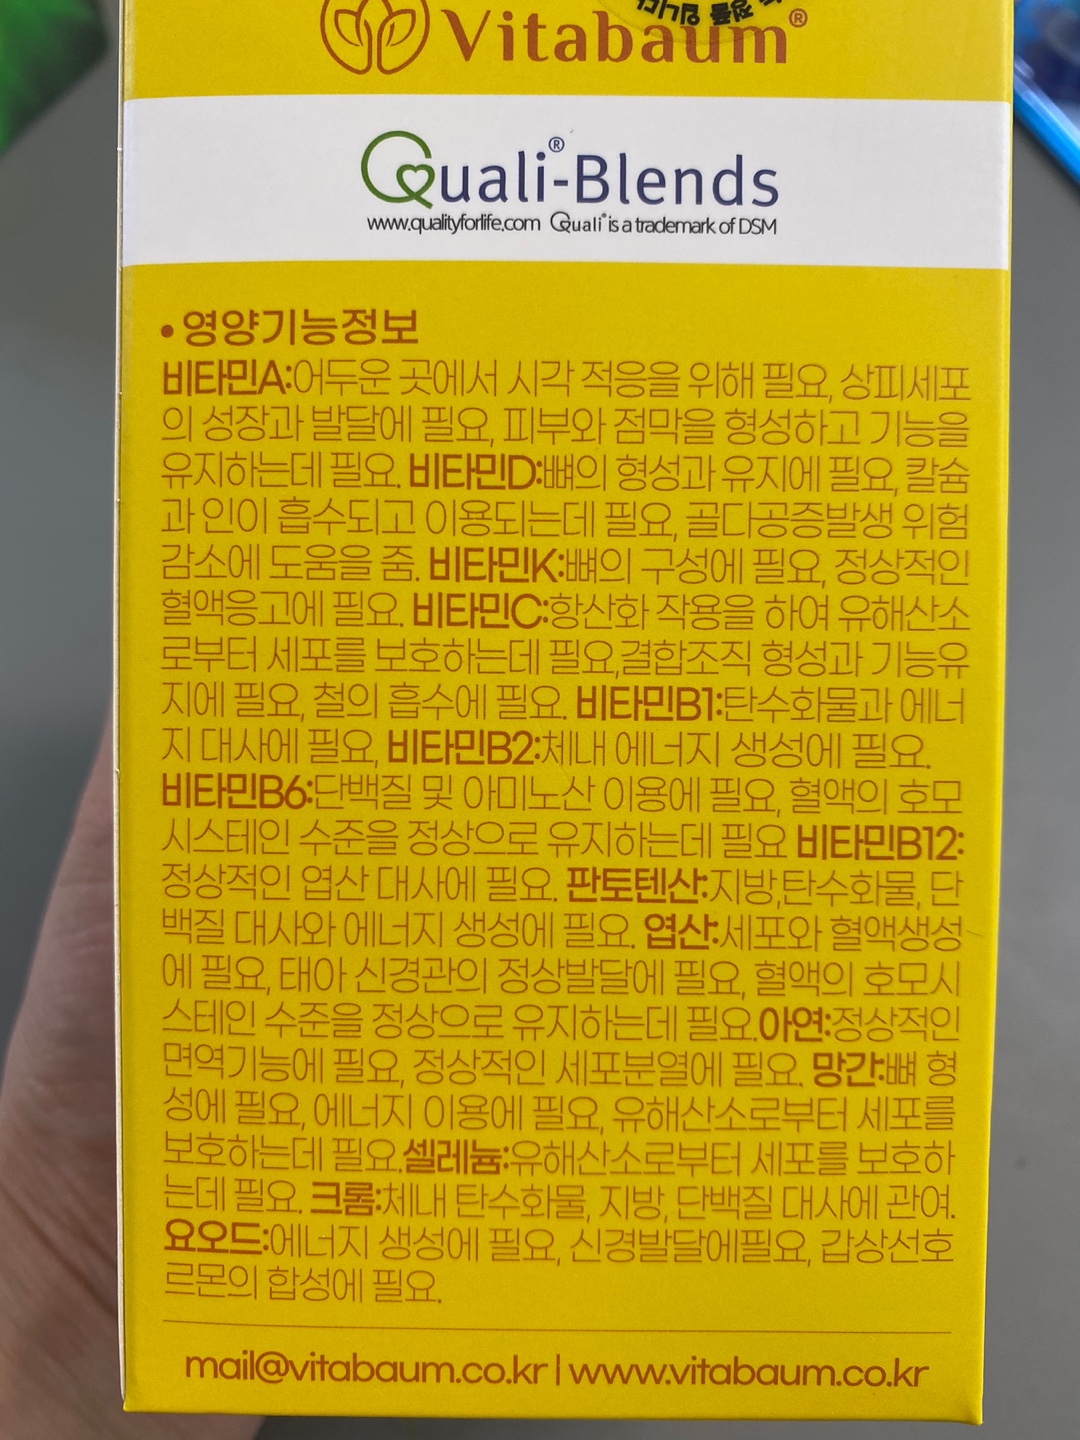 Vitabaum®
Quali®-Blends
www.qualityforlife.com Quali® is a trademark of DSM
• 영양기능정보
비타민A:어두운 곳에서 시각 적응을 위해 필요, 상피세포
의 성장과 발달에 필요, 피부와 점막을 형성하고 기능을
유지하는데 필요. 비타민D:뼈의 형성과 유지에 필요, 칼슘
과 인이 흡수되고 이용되는데 필요, 골다공증발생 위험
감소에 도움을 줌. 비타민K:뼈의 구성에 필요, 정상적인
혈액응고에 필요. 비타민C:항산화 작용을 하여 유해산소
로부터 세포를 보호하는데 필요,결합조직 형성과 기능유
지에 필요, 철의 흡수에 필요. 비타민B1:탄수화물과 에너
지 대사에 필요, 비타민B2:체내 에너지 생성에 필요.
비타민B6:단백질 및 아미노산 이용에 필요, 혈액의 호모
시스테인 수준을 정상으로 유지하는데 필요 비타민B12:
정상적인 엽산 대사에 필요. 판토텐산:지방,탄수화물, 단
백질 대사와 에너지 생성에 필요. 엽산:세포와 혈액생성
에 필요, 태아 신경관의 정상발달에 필요, 혈액의 호모시
스테인 수준을 정상으로 유지하는데 필요.아연:정상적인
면역기능에 필요, 정상적인 세포분열에 필요. 망간:뼈 형
성에 필요, 에너지 이용에 필요, 유해산소로부터 세포를
보호하는데 필요.셀레늄:유해산소로부터 세포를 보호하
는데 필요. 크롬:체내 탄수화물, 지방, 단백질 대사에 관여.
요오드:에너지 생성에 필요, 신경발달에필요, 갑상선호
르몬의 합성에 필요.
mail@vitabaum.co.kr | www.vitabaum.co.kr